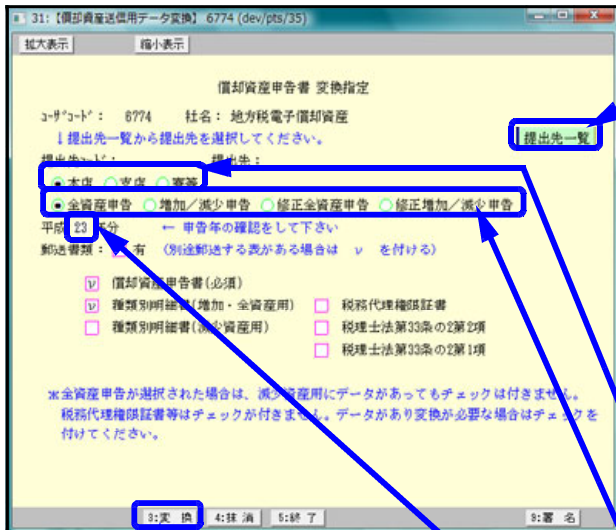 31:【償却資産送信用データ変換】 6774 (dev/pts/35)
拡大表示 縮小表示
償却資産申告書 変換指定
ユーザコード: 6774 社名: 地方税電子償却資産
↓提出先一覧から提出先を選択してください。
提出先一覧
提出先コード: 提出先:
本店 支店 寮等
全資産申告 増加/減少申告 修正全資産申告 修正増加/減少申告
平成 23 年分 ← 申告年の確認をして下さい
郵送書類: 有 (別途郵送する表がある場合は ν を付ける)
ν 償却資産申告書(必須)
ν 種類別明細書(増加・全資産用) 税務代理権限証書
種類別明細書(減少資産用) 税理士法第33条の2第2項
税理士法第33条の2第1項
※全資産申告が選択された場合は、減少資産用にデータがあってもチェックは付きません。
税務代理権限証書等はチェックが付きません。データがあり変換が必要な場合はチェックを
付けてください。
3:変 換 4:抹 消 5:終 了 9:署 名